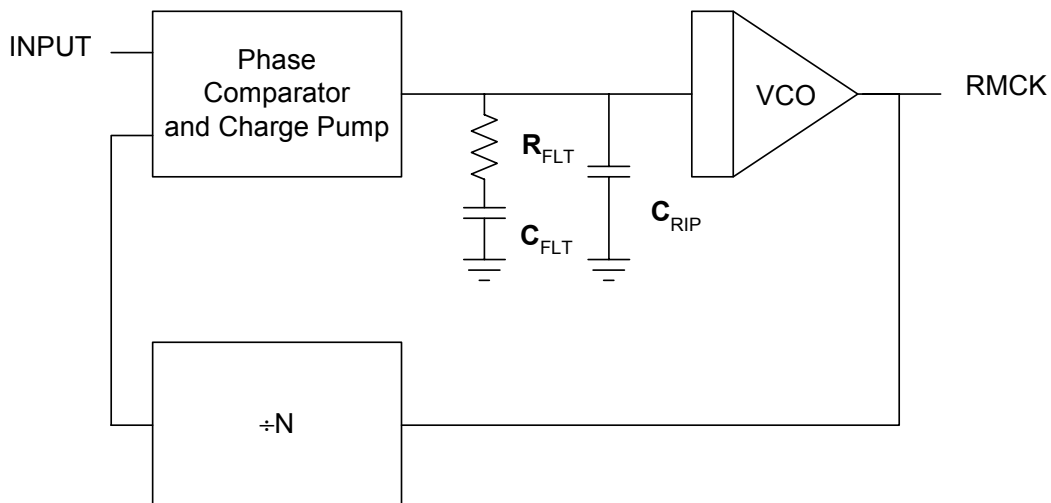 INPUT
Phase
Comparator
and Charge Pump
VCO
RMCK
R_FLT
C_RIP
C_FLT
÷N